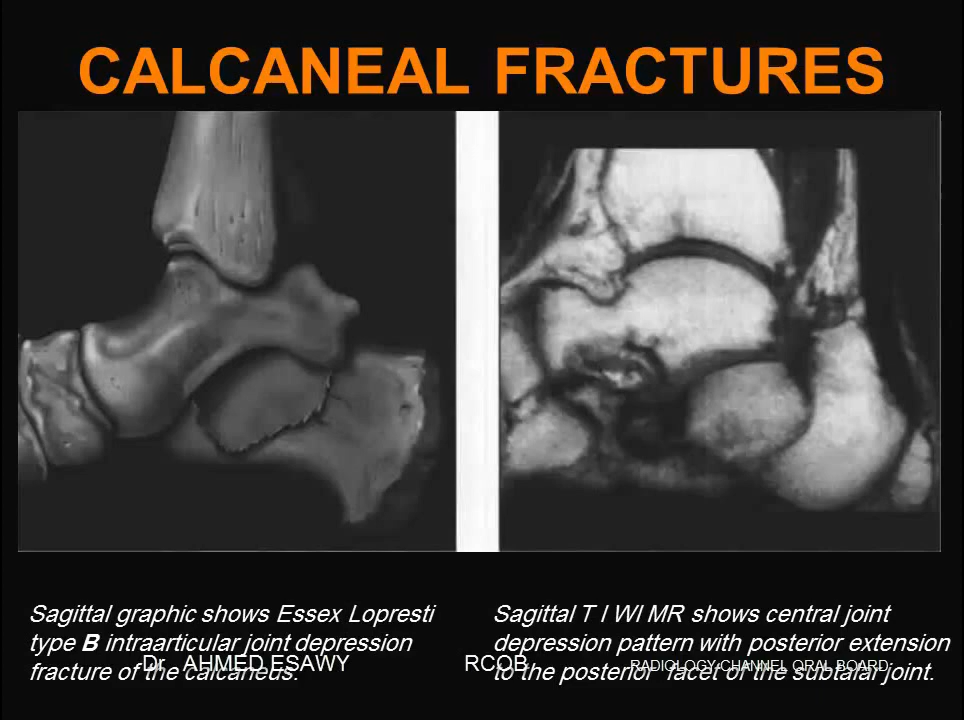 CALCANEAL FRACTURES
Sagittal graphic shows Essex Lopresti
type B intraarticular joint depression
fracture of the calcaneus.
Sagittal T I WI MR shows central joint
depression pattern with posterior extension
to the posterior facet of the subtalar joint.
Dr AHMED ESAWY
RCOB
RADIOLOGY CHANNEL ORAL BOARD